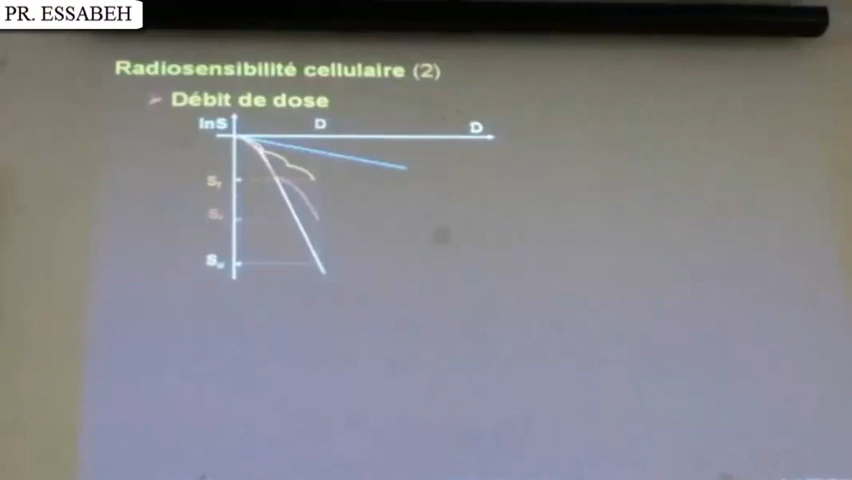 PR. ESSABEH
Radiosensibilité cellulaire (2)
➢ Débit de dose
lnS D D